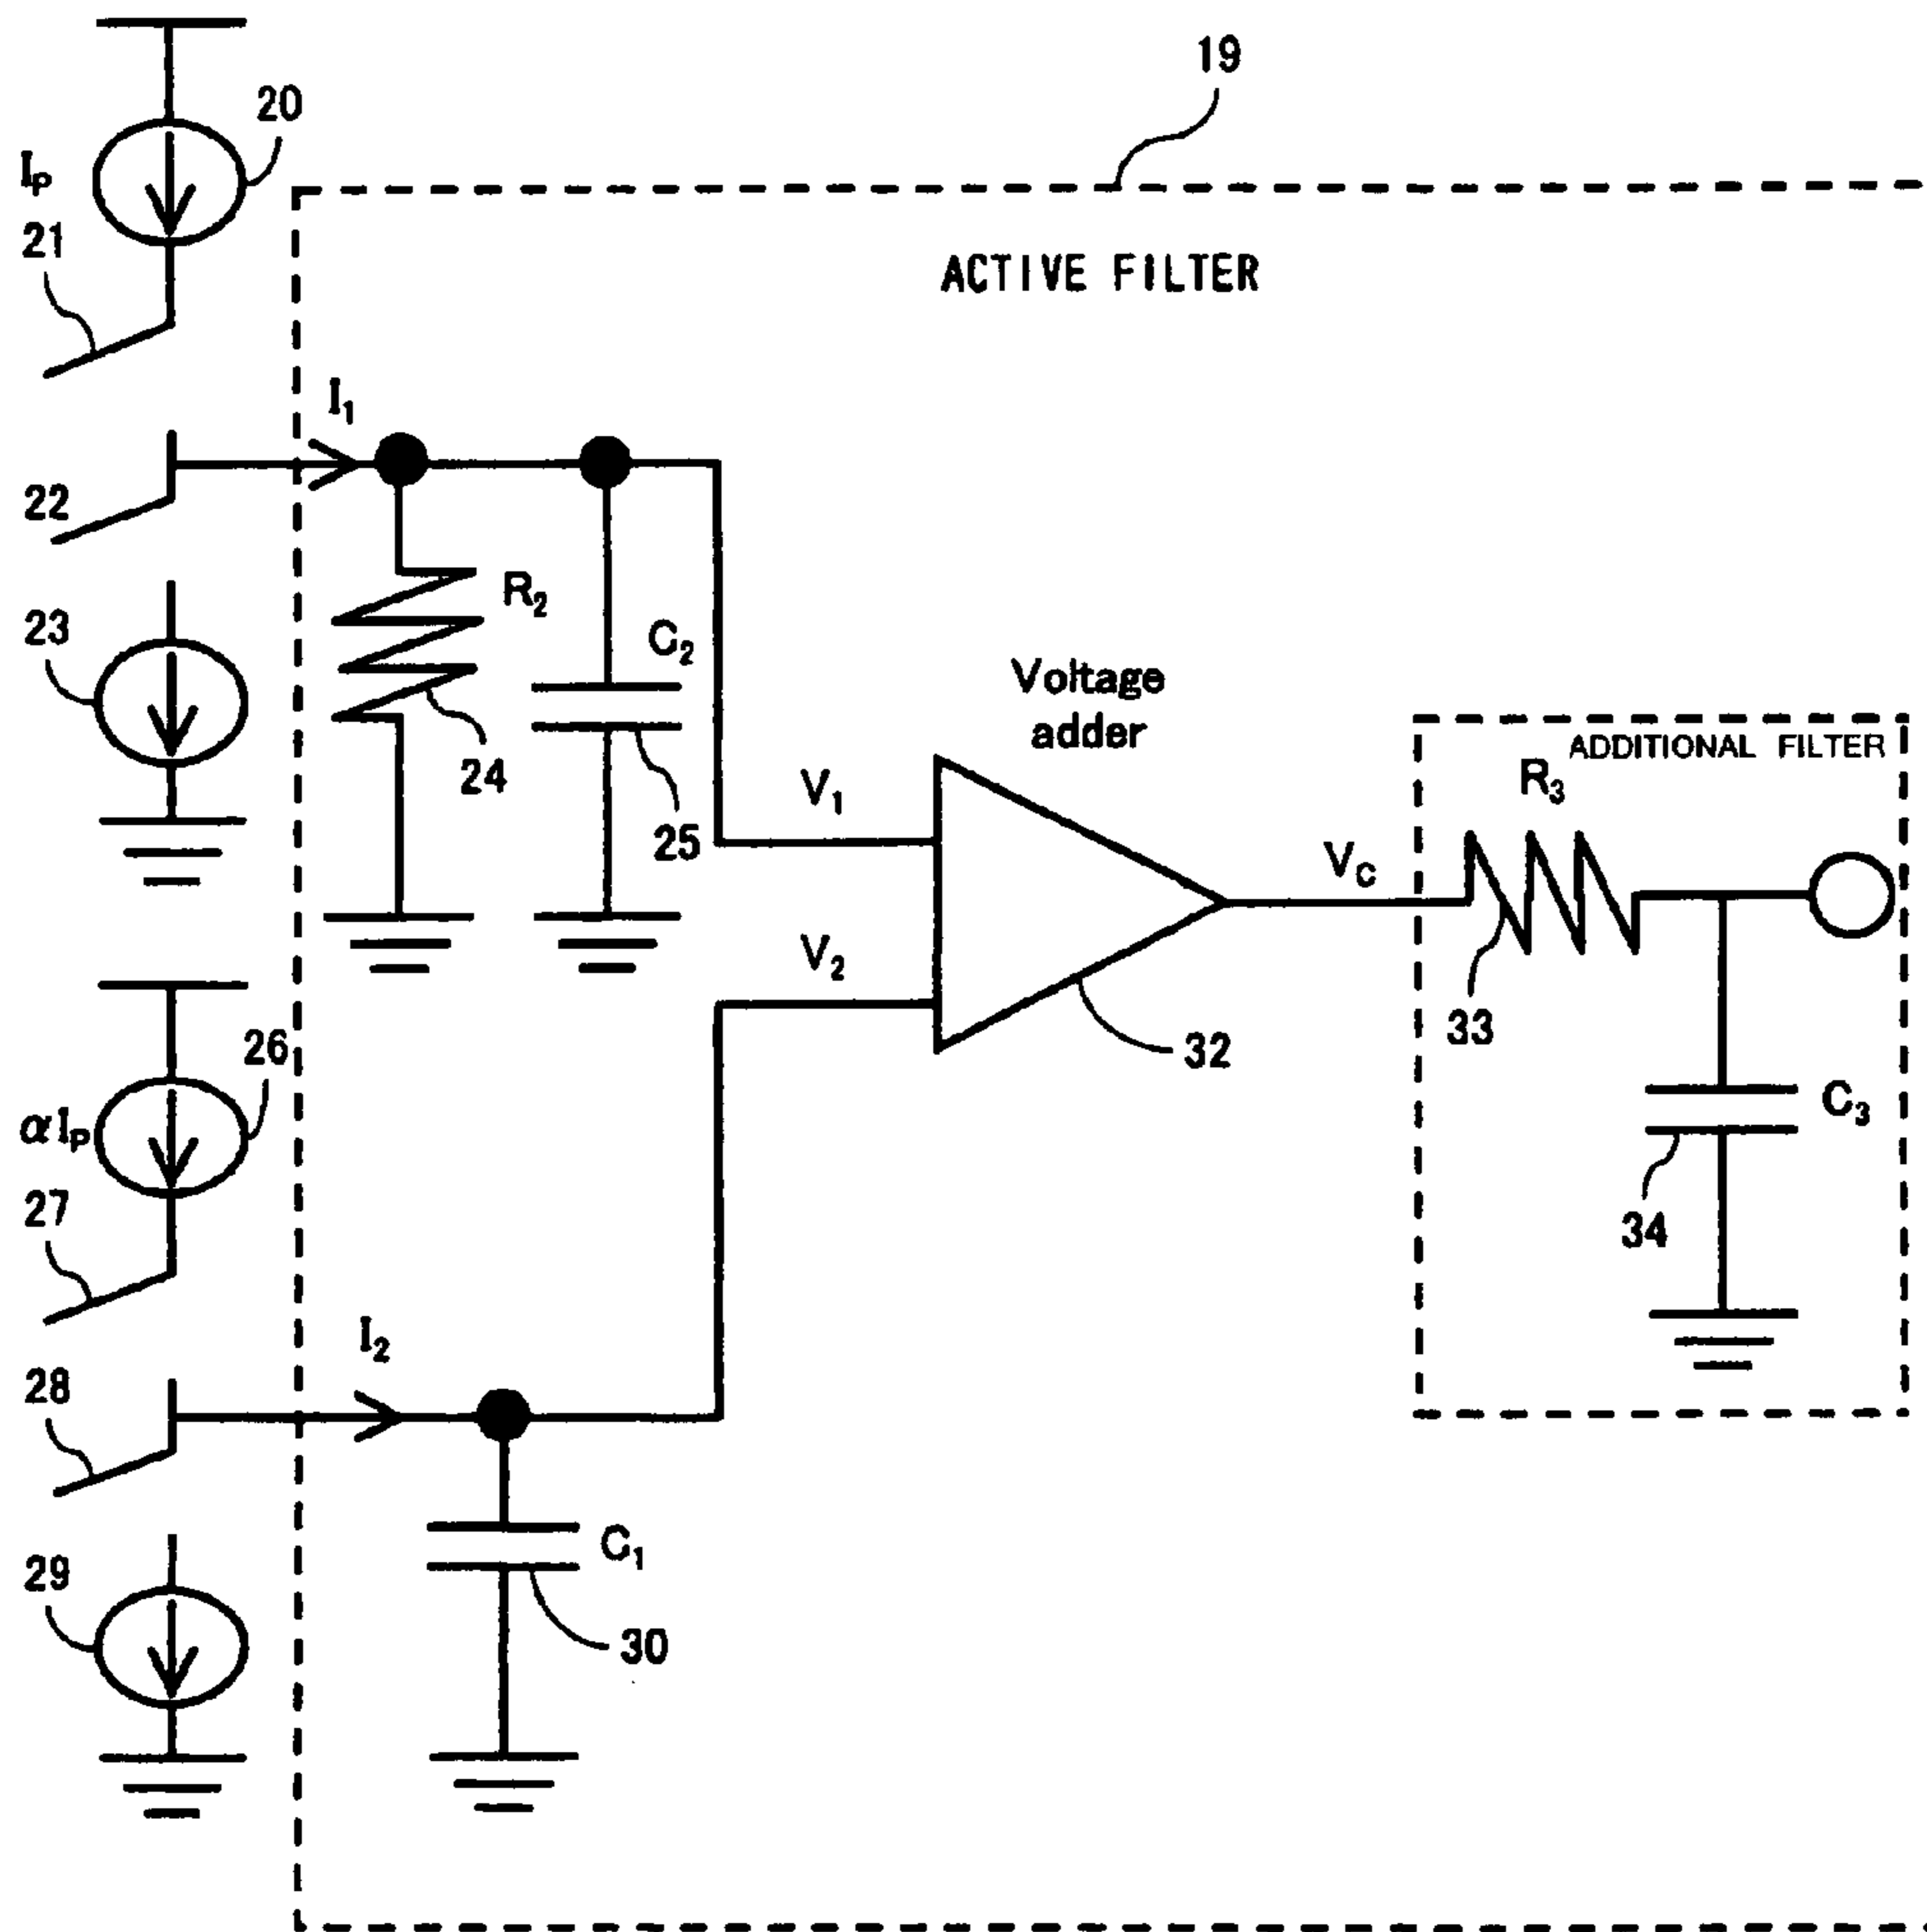 19
20
Ip
21
ACTIVE FILTER
I1
22
R2
23
C2
Voltage
adder
ADDITIONAL FILTER
24
R3
V1
25
VC
V2
33
26
32
αIp
C3
27
34
I2
28
C1
29
30